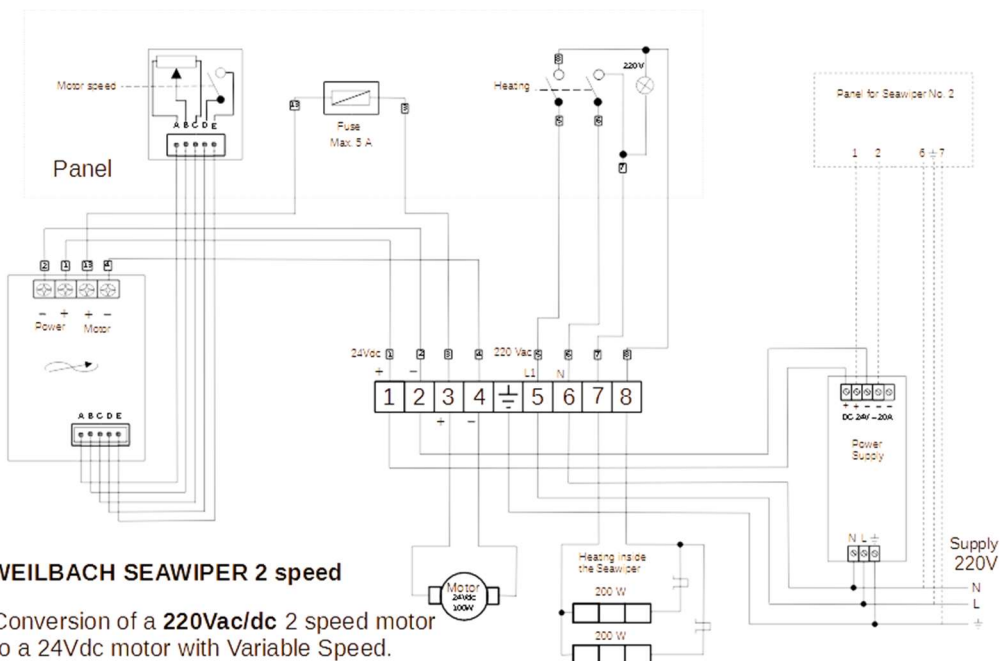 Motor speed
A B C D E
Panel
13
3
Fuse
Max. 5 A
Heating
8
220V
5
6
7
Panel for Seawiper No. 2
1 2 6 7
2 1 13 4
- + + -
Power Motor
A B C D E
24Vdc 1 2 3 4 220 Vac 5 6 7 8
+ - L1 N
1 2 3 4 5 6 7 8
+ -
+ + - - -
DC 24V - 20A
Power
Supply
N L
Supply
220V
N
L
Motor
24Vdc
100W
Heating inside
the Seawiper
200 W
200 W
WEILBACH SEAWIPER 2 speed
Conversion of a 220Vac/dc 2 speed motor
to a 24Vdc motor with Variable Speed.